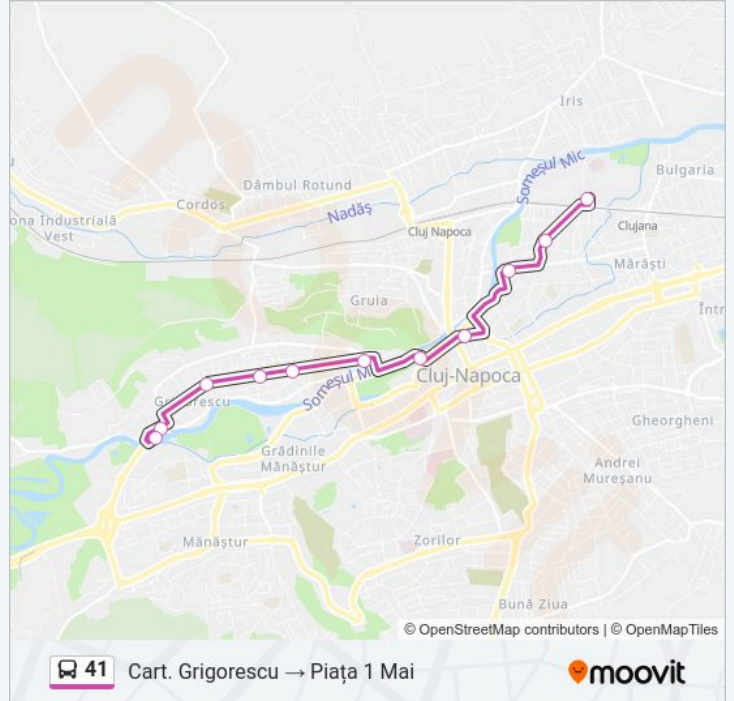 Iris
Someșul Mic
Bulgaria
Dâmbul Rotund
Cordoș
Nadăș
ona Industrială
Vest
Cluj Napoca
Clujana
Mărăști
Gruia
Într
Cluj-Napoca
Someșul M
Gheorgheni
Grădinile
Mănăștur
Andrei
Mureșanu
Mănăștur
Zorilor
Bună Ziua
© OpenStreetMap contributors | © OpenMapTiles
41 Cart. Grigorescu → Piața 1 Mai
moovit